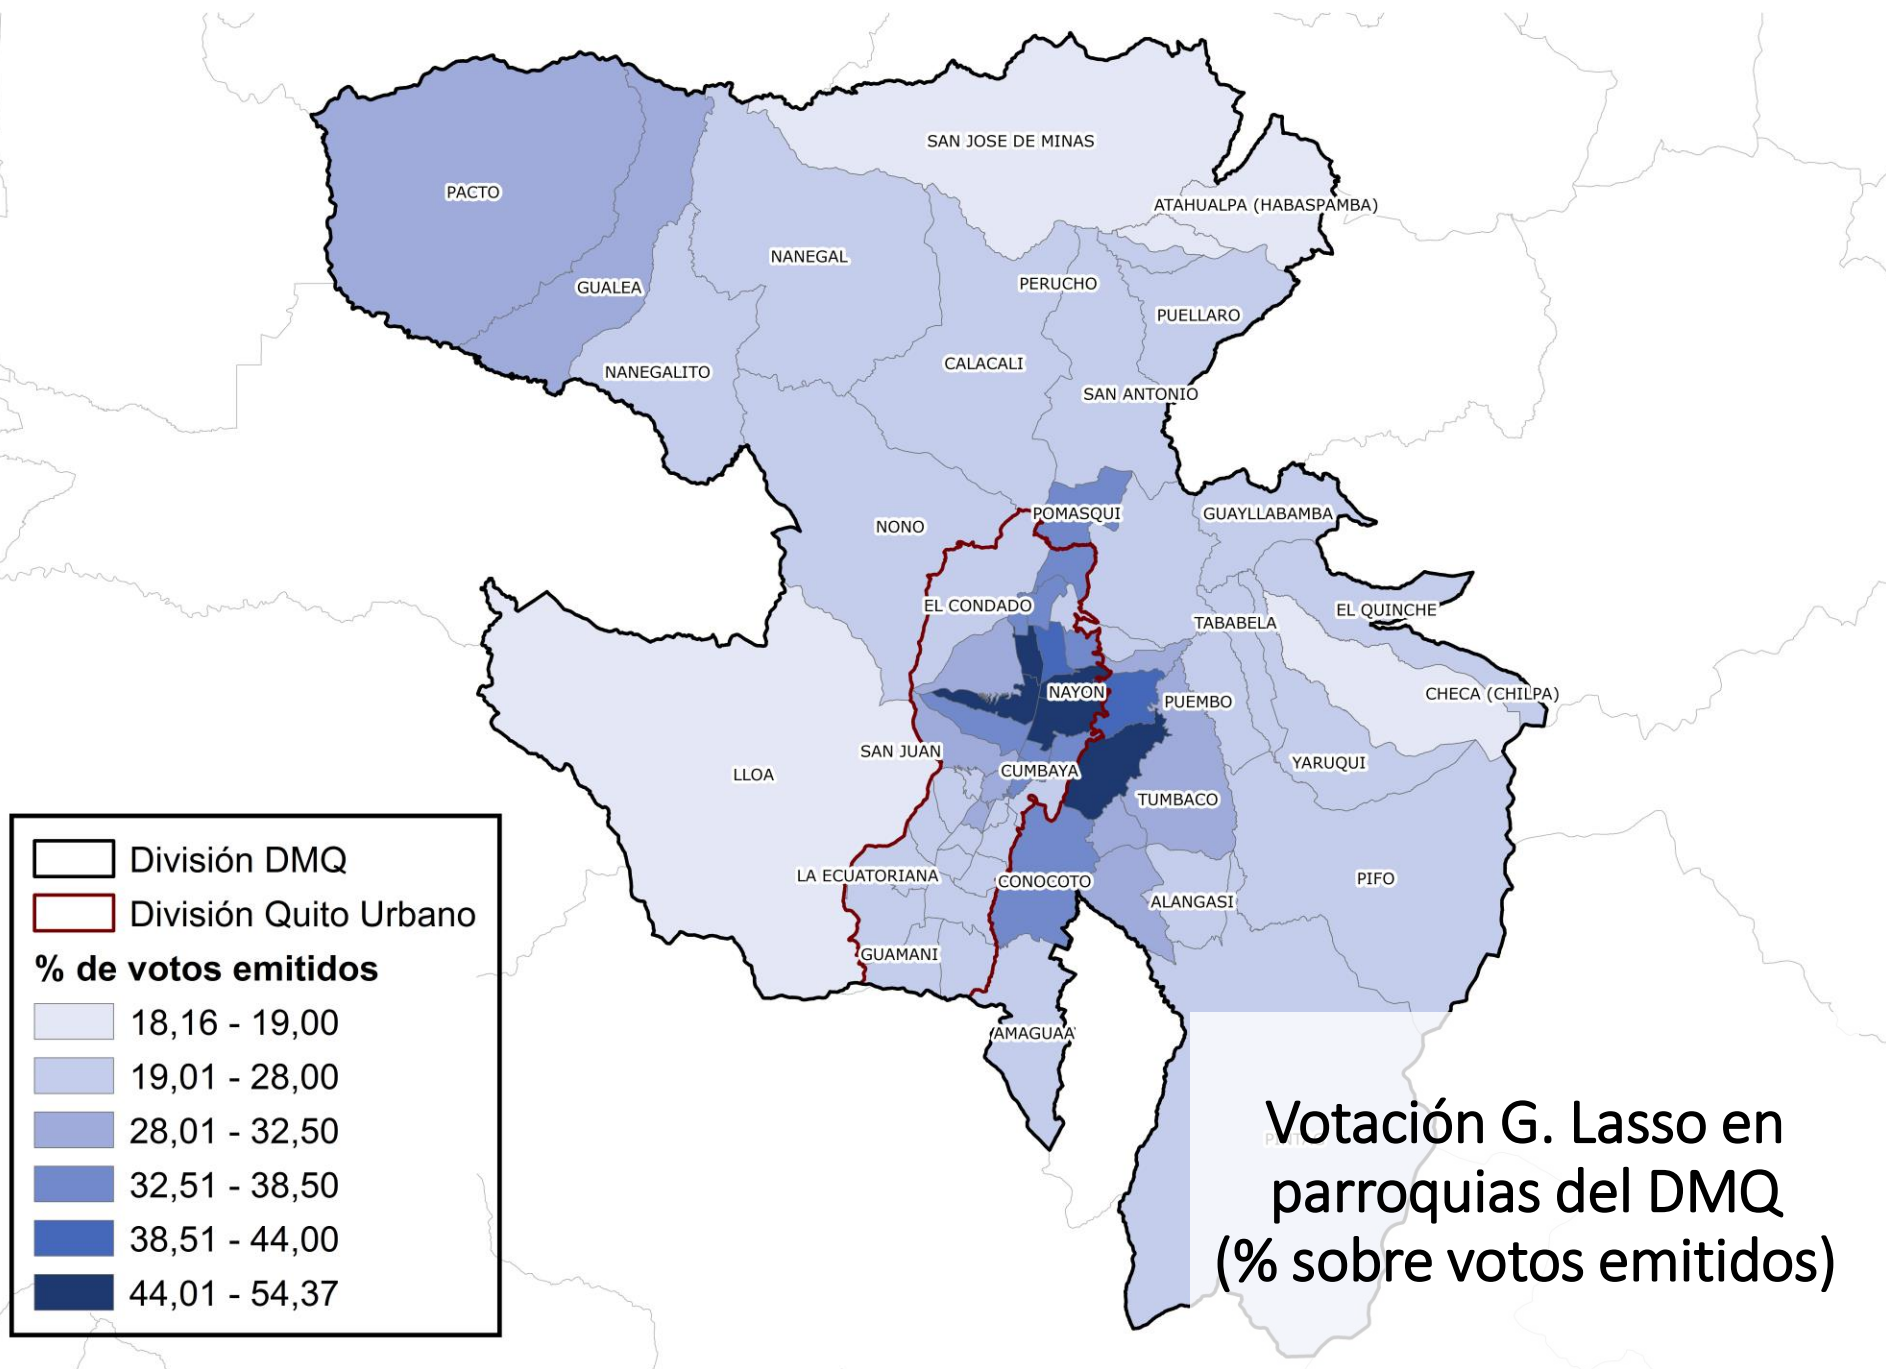 SAN JOSE DE MINAS
PACTO
ATAHUALPA (HABASPAMBA)
NANEGAL
GUALEA
PERUCHO
PUELLARO
NANEGALITO
CALACALI
SAN ANTONIO
NONO
POMASQUI
GUAYLLABAMBA
EL CONDADO
EL QUINCHE
TABABELA
NAYON
PUEMBO
CHECA (CHILPA)
SAN JUAN
LLOA
CUMBAYA
YARUQUI
TUMBACO
LA ECUATORIANA
CONOCOTO
PIFO
ALANGASI
GUAMANI
AMAGUAA
División DMQ
División Quito Urbano
% de votos emitidos
18,16 - 19,00
19,01 - 28,00
28,01 - 32,50
32,51 - 38,50
38,51 - 44,00
44,01 - 54,37
Votación G. Lasso en
parroquias del DMQ
(% sobre votos emitidos)